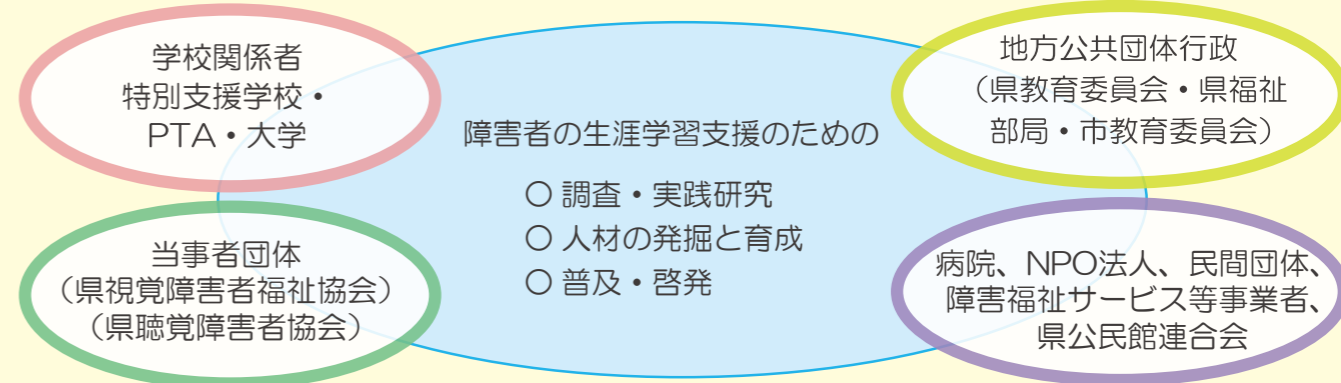 学校関係者
特別支援学校・
PTA・大学
地方公共団体行政
（県教育委員会・県福祉
部局・市教育委員会）
障害者の生涯学習支援のための
〇 調査・実践研究
〇 人材の発掘と育成
〇 普及・啓発
当事者団体
（県視覚障害者福祉協会）
（県聴覚障害者協会）
病院、NPO法人、民間団体、
障害福祉サービス等事業者、
県公民館連合会